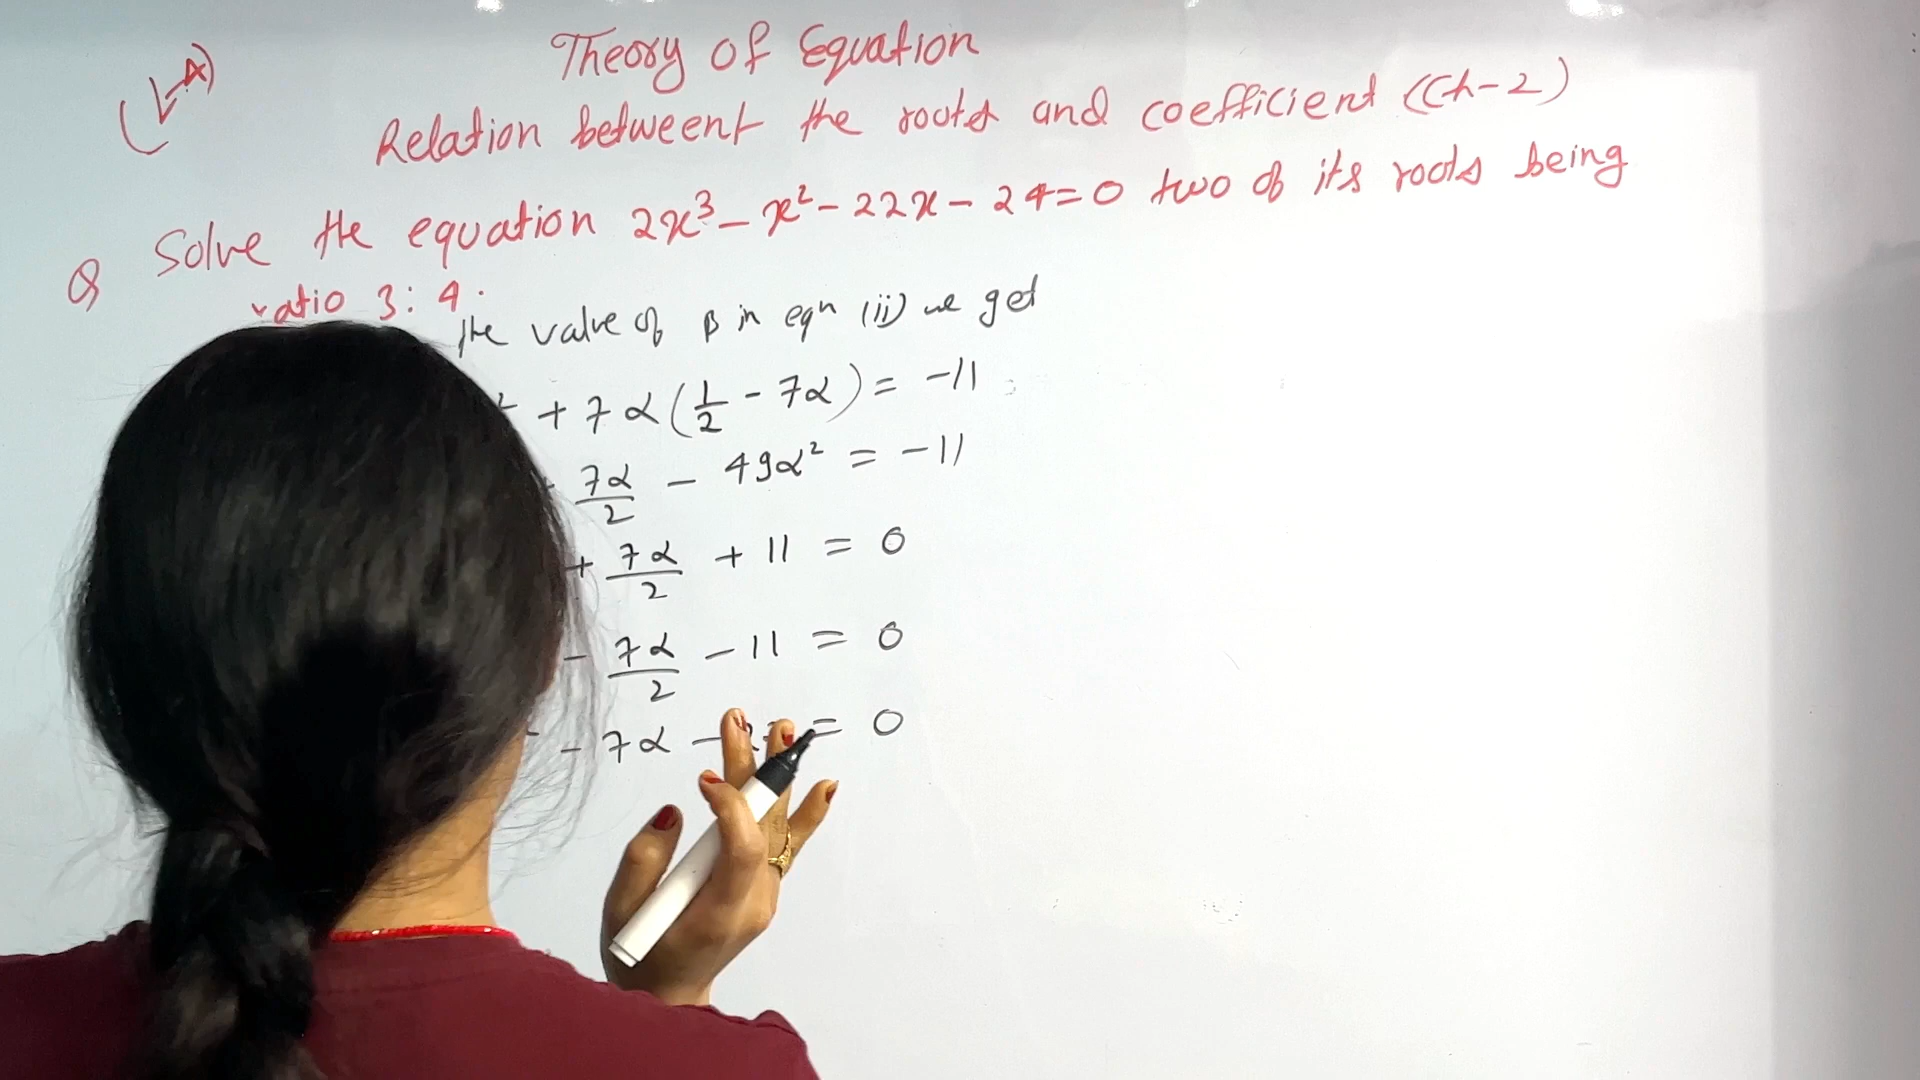 (L-A)
Theory of Equation
Relation betweent the roots and coefficient (Ch-2)
Q Solve the equation 2x³ - x² - 22x - 24 = 0 two of its roots being
ratio 3:4.
the value of β in eqn (ii) we get
² + 7α(1/2 - 7α) = -11
7α/2 - 49α² = -11
+ 7α/2 + 11 = 0
- 7α/2 - 11 = 0
- 7α - = 0